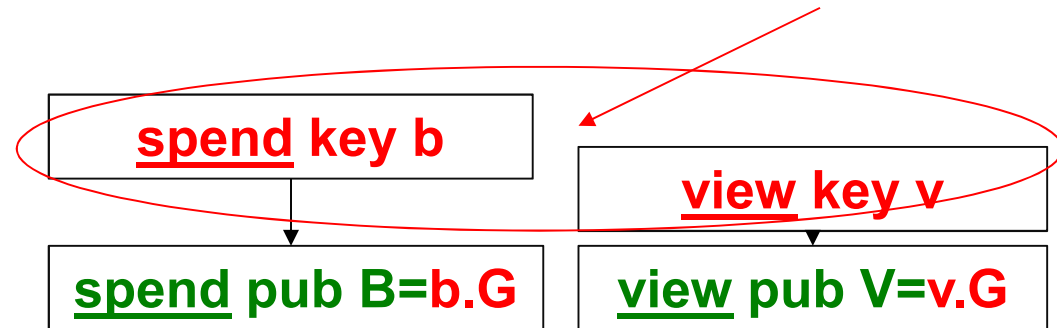 spend key b
view key v
spend pub B=b.G
view pub V=v.G